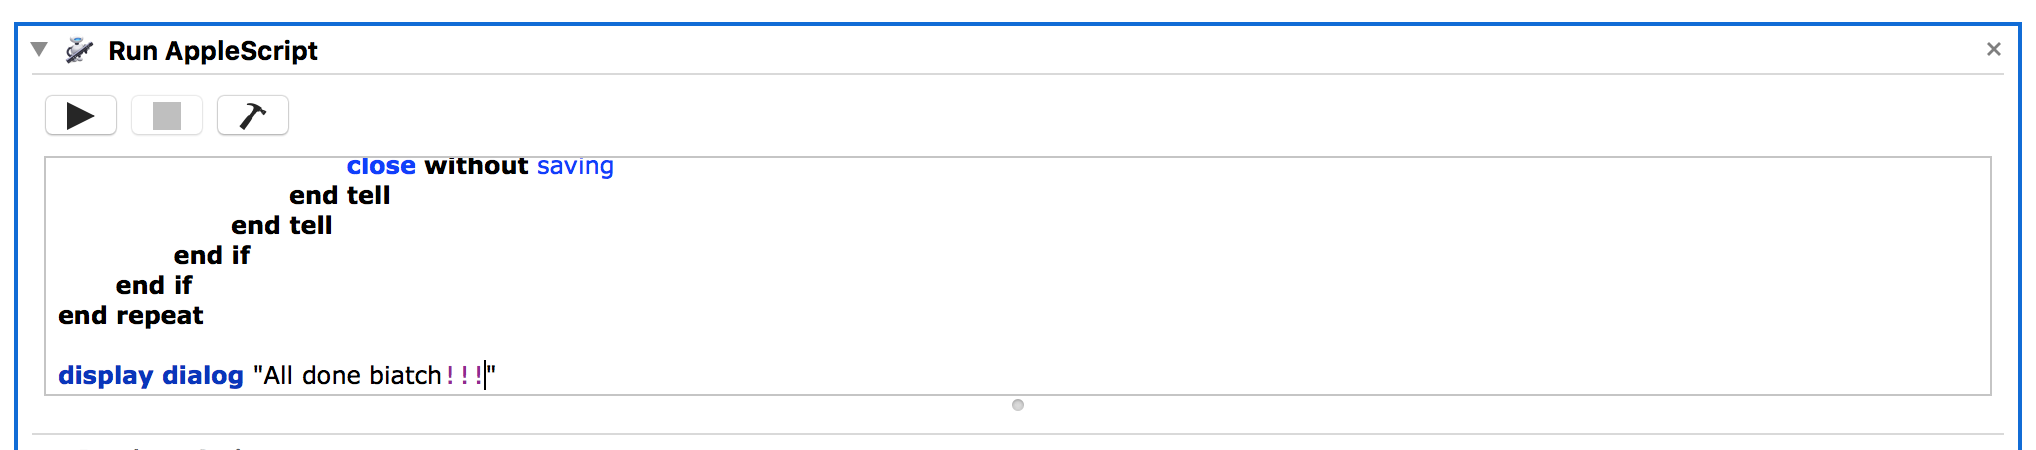 Run AppleScript
close without saving
end tell
end tell
end if
end if
end repeat
display dialog "All done biatch!!!"